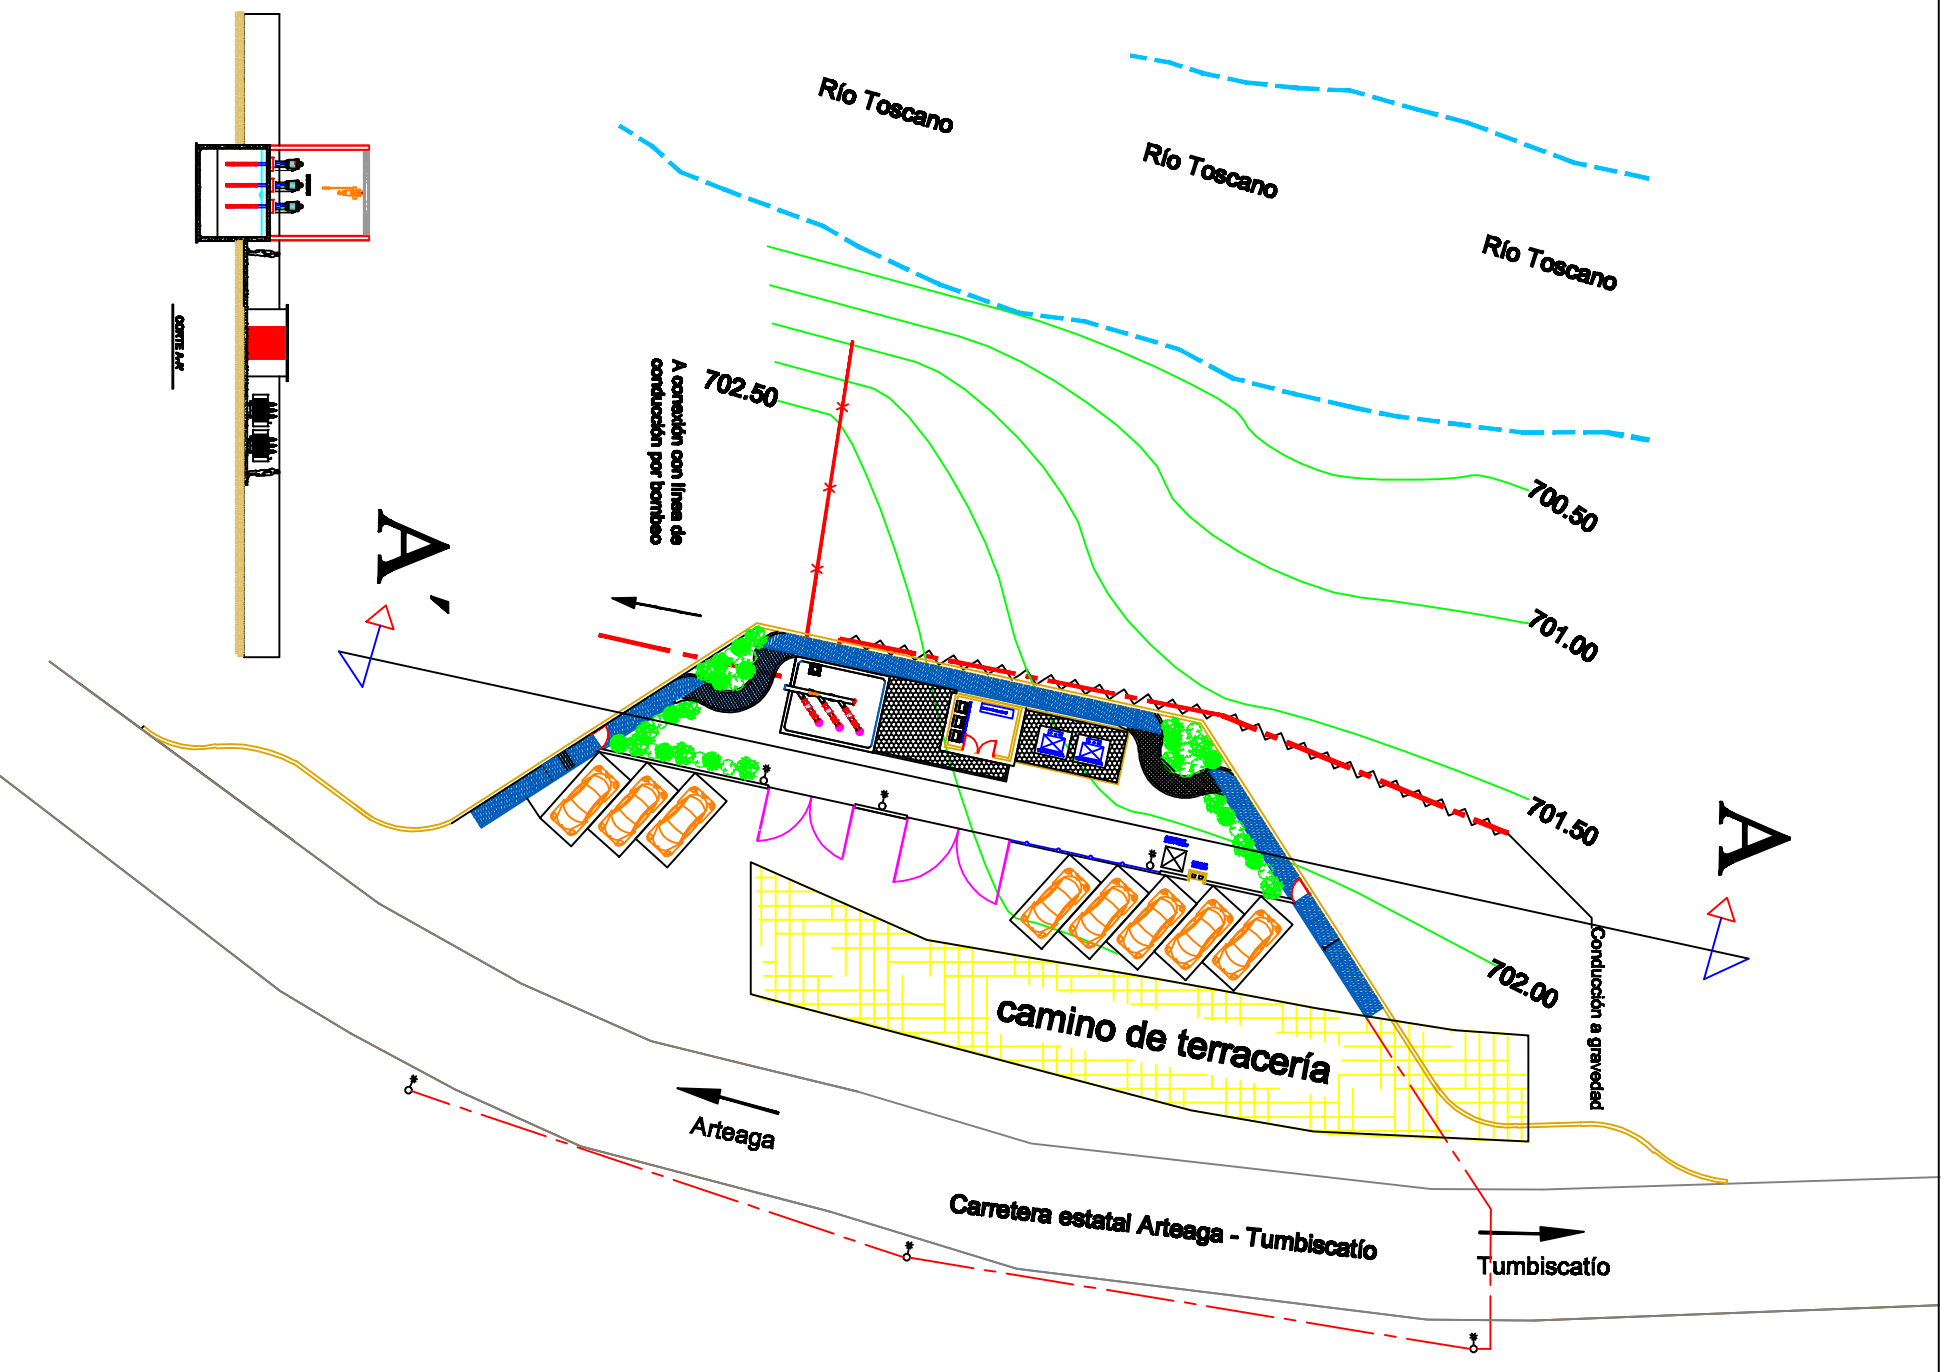 Río Toscano
Río Toscano
Río Toscano
CORTE A-A'
A conexión con línea de
conducción por bombeo
702.50
700.50
701.00
701.50
702.00
A'
A
Conducción a gravedad
camino de terracería
Arteaga
Carretera estatal Arteaga - Tumbiscatío
Tumbiscatío